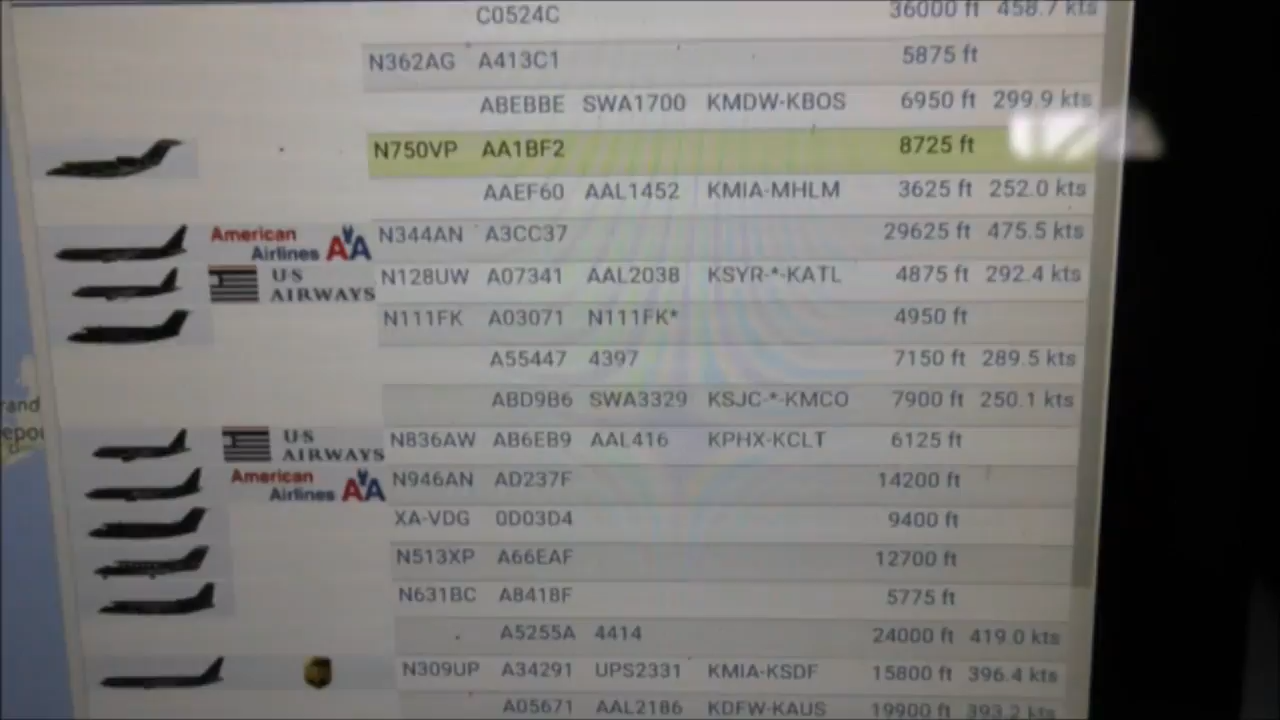 C0524C 36000 ft 458.7 kts
N362AG A413C1 5875 ft
ABEBBE SWA1700 KMDW-KBOS 6950 ft 299.9 kts
N750VP AA1BF2 8725 ft
AAEF60 AAL1452 KMIA-MHLM 3625 ft 252.0 kts
American Airlines AA N344AN A3CC37 29625 ft 475.5 kts
U·S AIRWAYS N128UW A07341 AAL2038 KSYR-*-KATL 4875 ft 292.4 kts
N111FK A03071 N111FK* 4950 ft
A55447 4397 7150 ft 289.5 kts
rand ABD9B6 SWA3329 KSJC-*-KMCO 7900 ft 250.1 kts
U·S AIRWAYS N836AW AB6EB9 AAL416 KPHX-KCLT 6125 ft
American Airlines AA N946AN AD237F 14200 ft
XA-VDG 0D03D4 9400 ft
N513XP A66EAF 12700 ft
N631BC A8418F 5775 ft
A5255A 4414 24000 ft 419.0 kts
N309UP A34291 UPS2331 KMIA-KSDF 15800 ft 396.4 kts
A05671 AAL2186 KDFW-KAUS 19900 ft 393.2 kts